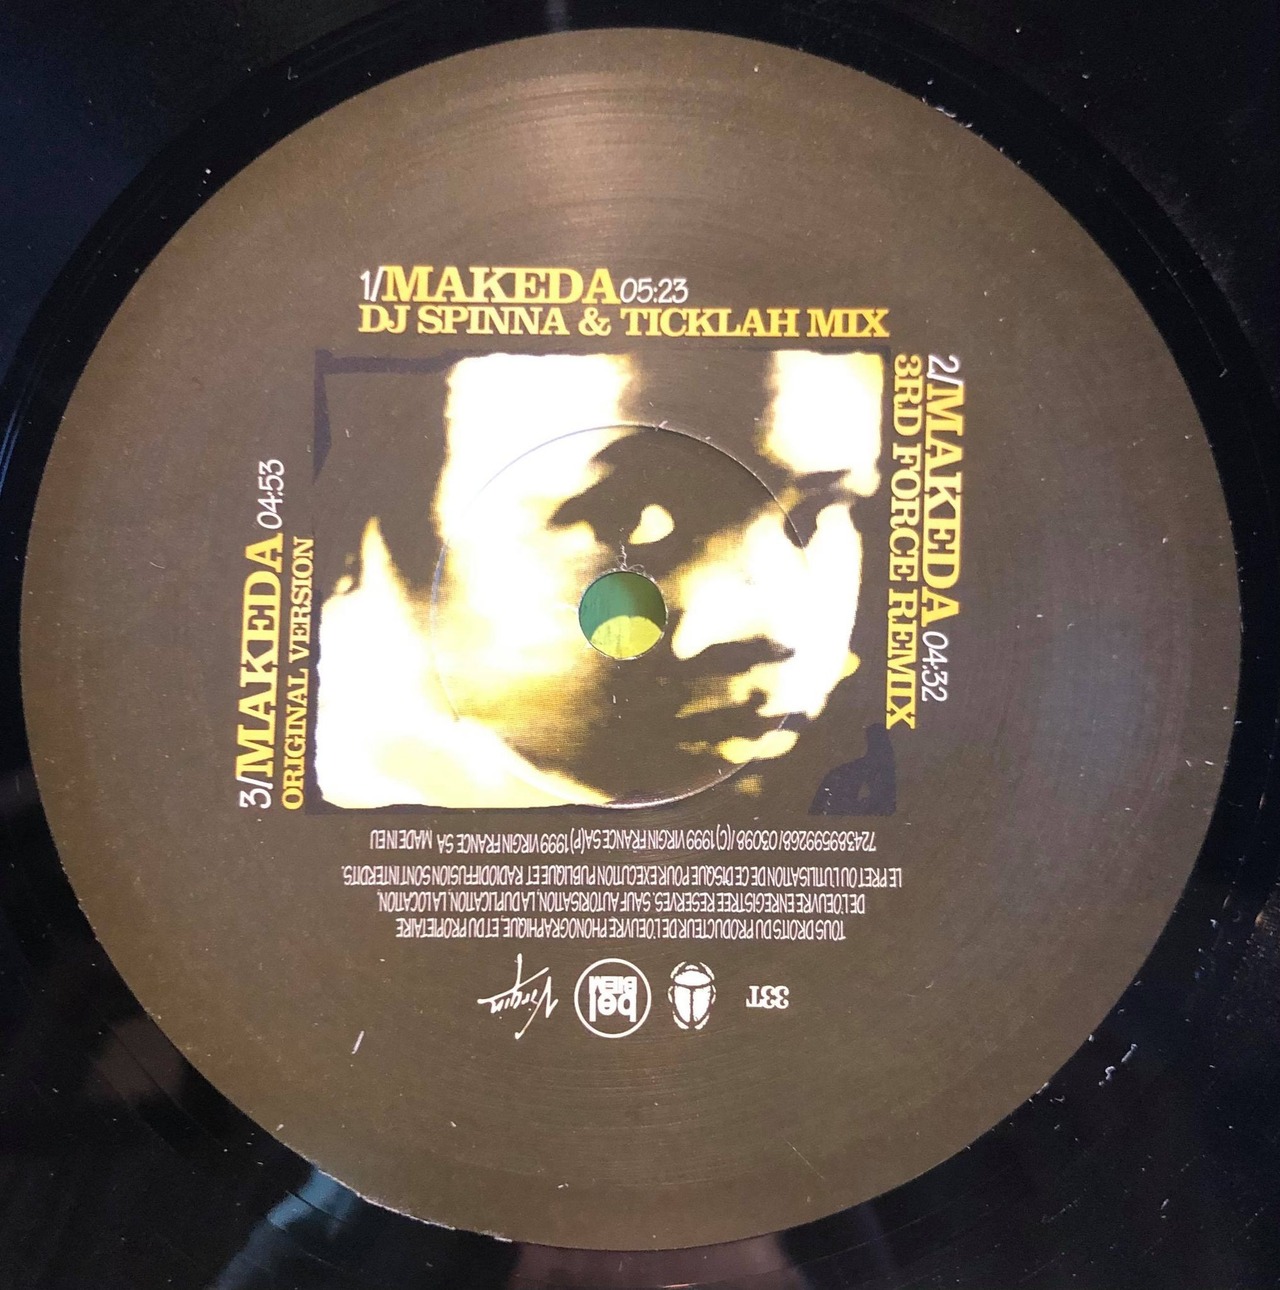 1/MAKEDA 05:23
DJ SPINNA & TICKLAH MIX
2/MAKEDA 04:32
3RD FORCE REMIX
3/MAKEDA 04:53
ORIGINAL VERSION
33T
bel
BIEM
Virgin
TOUS DROITS DU PRODUCTEUR DE L'OEUVRE PHONOGRAPHIQUE, ET DU PROPIETAIRE
DE L'OEUVRE ENREGISTREE RESERVES. SAUF AUTORISATION, LA DUPLICATION, LA LOCATION,
LE PRET OU L'UTILISATION DE CE DISQUE POUR EXECUTION PUBLIQUE ET RADIODIFFUSION SONT INTERDITS.
724389599268 / 03098 / (C) 1999 VIRGIN FRANCE SA (P) 1999 VIRGIN FRANCE SA MADE IN EU